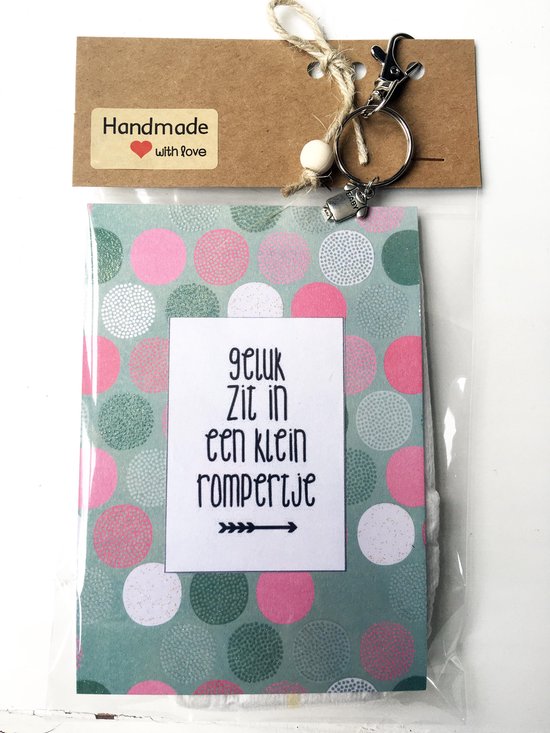 Handmade
with love
geluk
zit in
een klein
rompertje